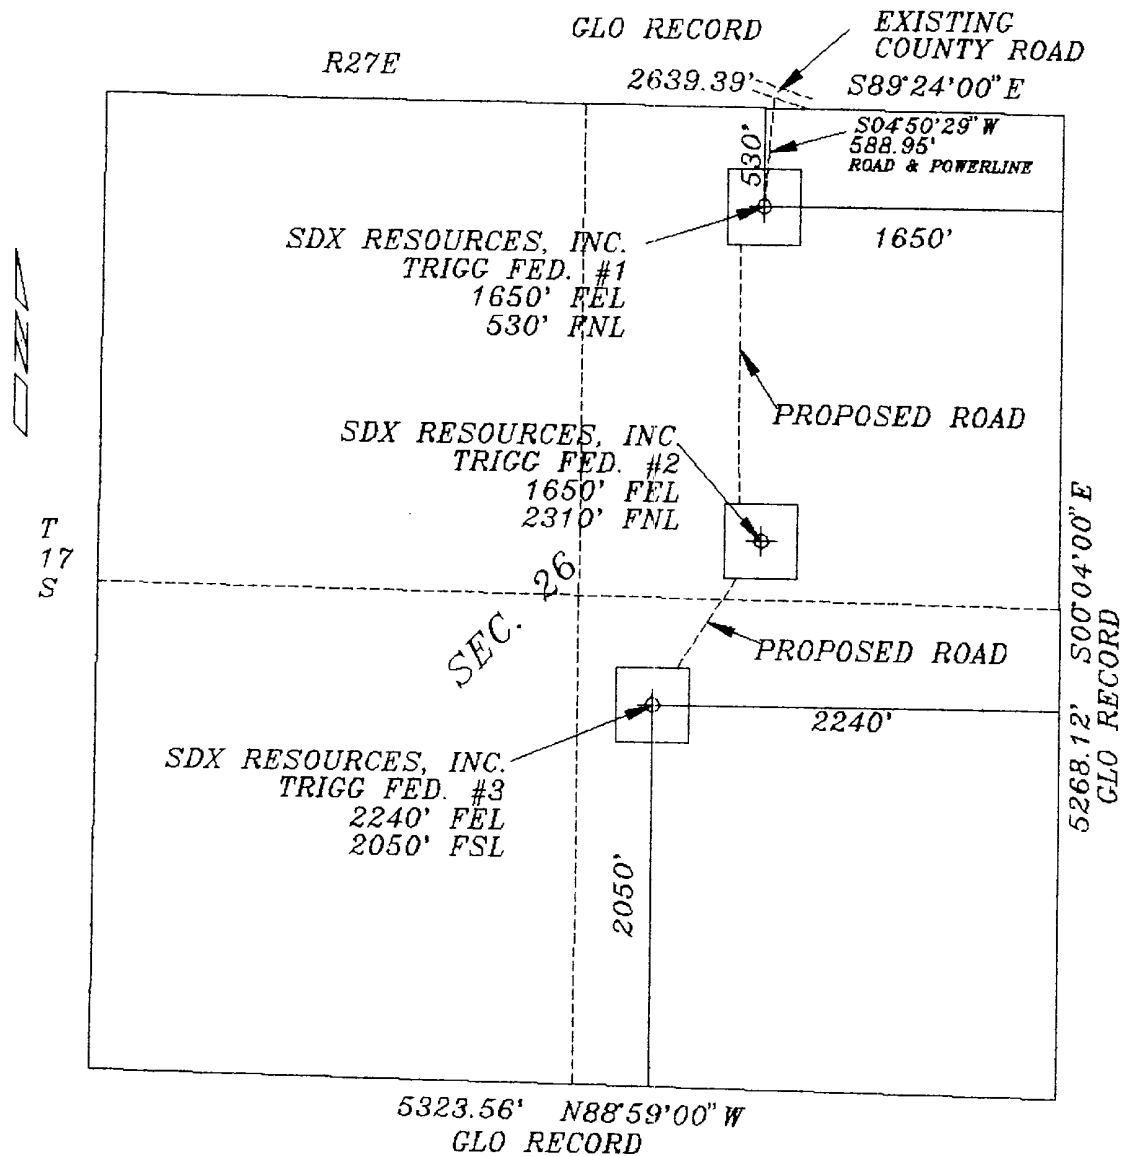 GLO RECORD
EXISTING
COUNTY ROAD
R27E
2639.39'
S89°24'00" E
S04°50'29" W
588.95'
ROAD & POWERLINE
530'
1650'
SDX RESOURCES, INC.
TRIGG FED. #1
1650' FEL
530' FNL
N
PROPOSED ROAD
SDX RESOURCES, INC.
TRIGG FED. #2
1650' FEL
2310' FNL
T
17
S
SEC. 26
PROPOSED ROAD
5268.12' S00°04'00" E
GLO RECORD
2240'
SDX RESOURCES, INC.
TRIGG FED. #3
2240' FEL
2050' FSL
2050'
5323.56' N88°59'00" W
GLO RECORD